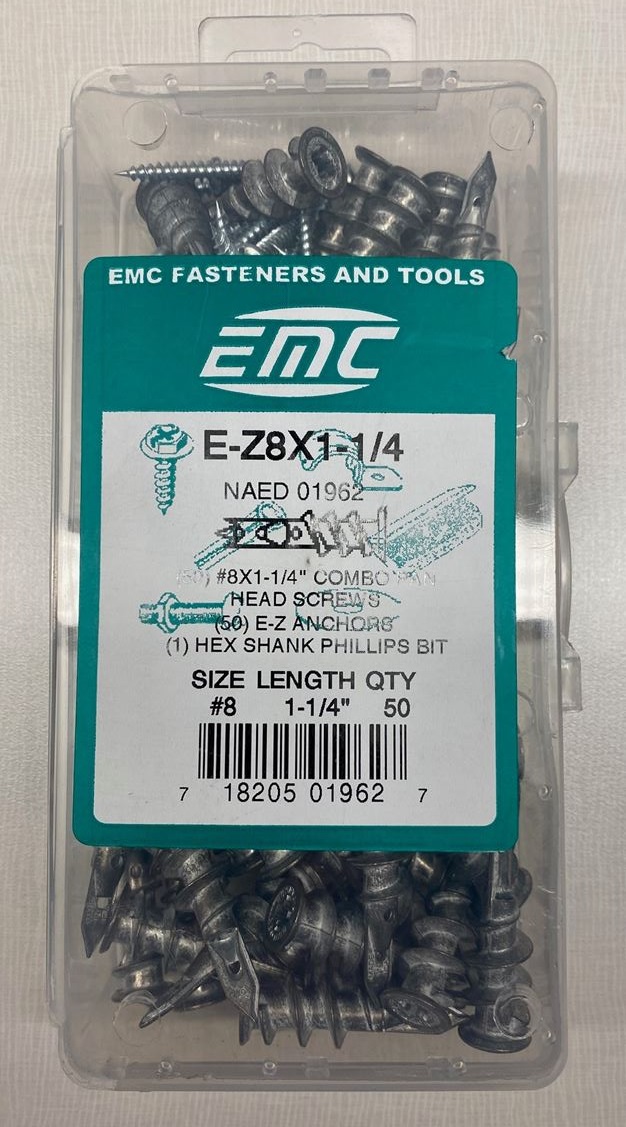 EMC FASTENERS AND TOOLS
EMC
E-Z8X1-1/4
NAED 01962
(50) #8X1-1/4" COMBO PAN
HEAD SCREWS
(50) E-Z ANCHORS
(1) HEX SHANK PHILLIPS BIT
SIZE LENGTH QTY
#8 1-1/4" 50
7 18205 01962 7